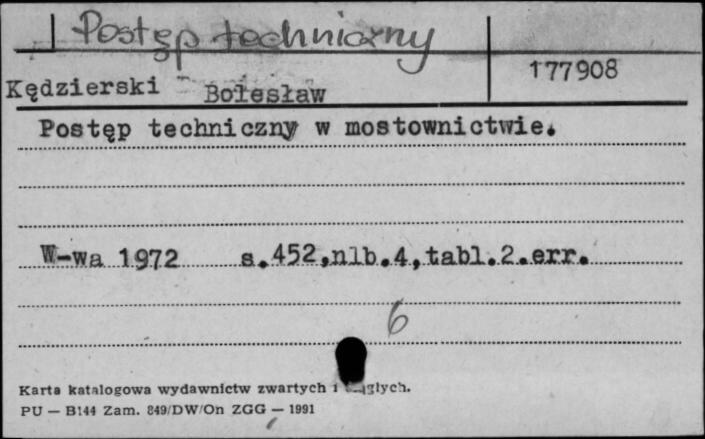 Postęp techniczny
177908
Kędzierski Bolesław
Postęp techniczny w mostownictwie.
W-wa 1972 s.452,nlb.4,tabl.2.err.
6
Karta katalogowa wydawnictw zwartych i
PU — B144 Zam. 849/DW/On ZGG — 1991